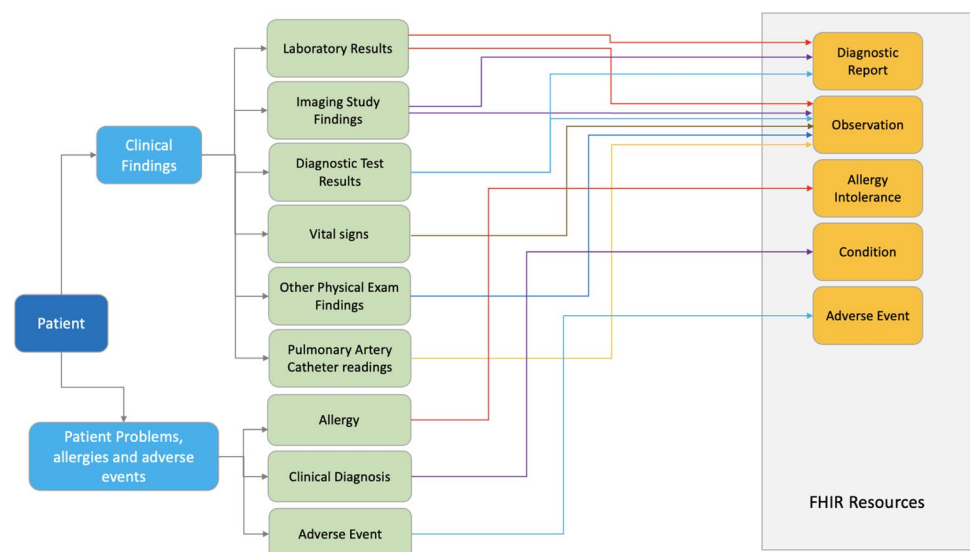 Patient
Clinical
Findings
Patient Problems,
allergies and adverse
events
Laboratory Results
Imaging Study
Findings
Diagnostic Test
Results
Vital signs
Other Physical Exam
Findings
Pulmonary Artery
Catheter readings
Allergy
Clinical Diagnosis
Adverse Event
Diagnostic
Report
Observation
Allergy
Intolerance
Condition
Adverse Event
FHIR Resources